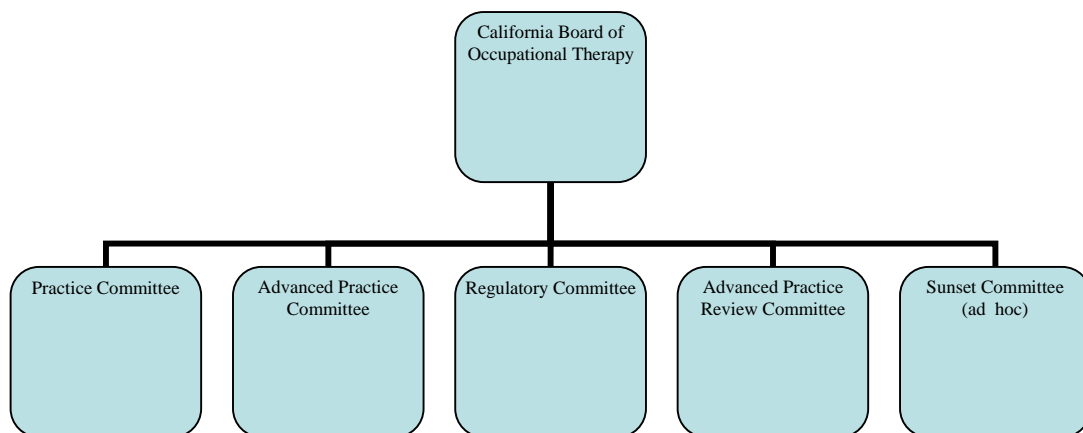 California Board of
Occupational Therapy
Practice Committee
Advanced Practice
Committee
Regulatory Committee
Advanced Practice
Review Committee
Sunset Committee
(ad hoc)